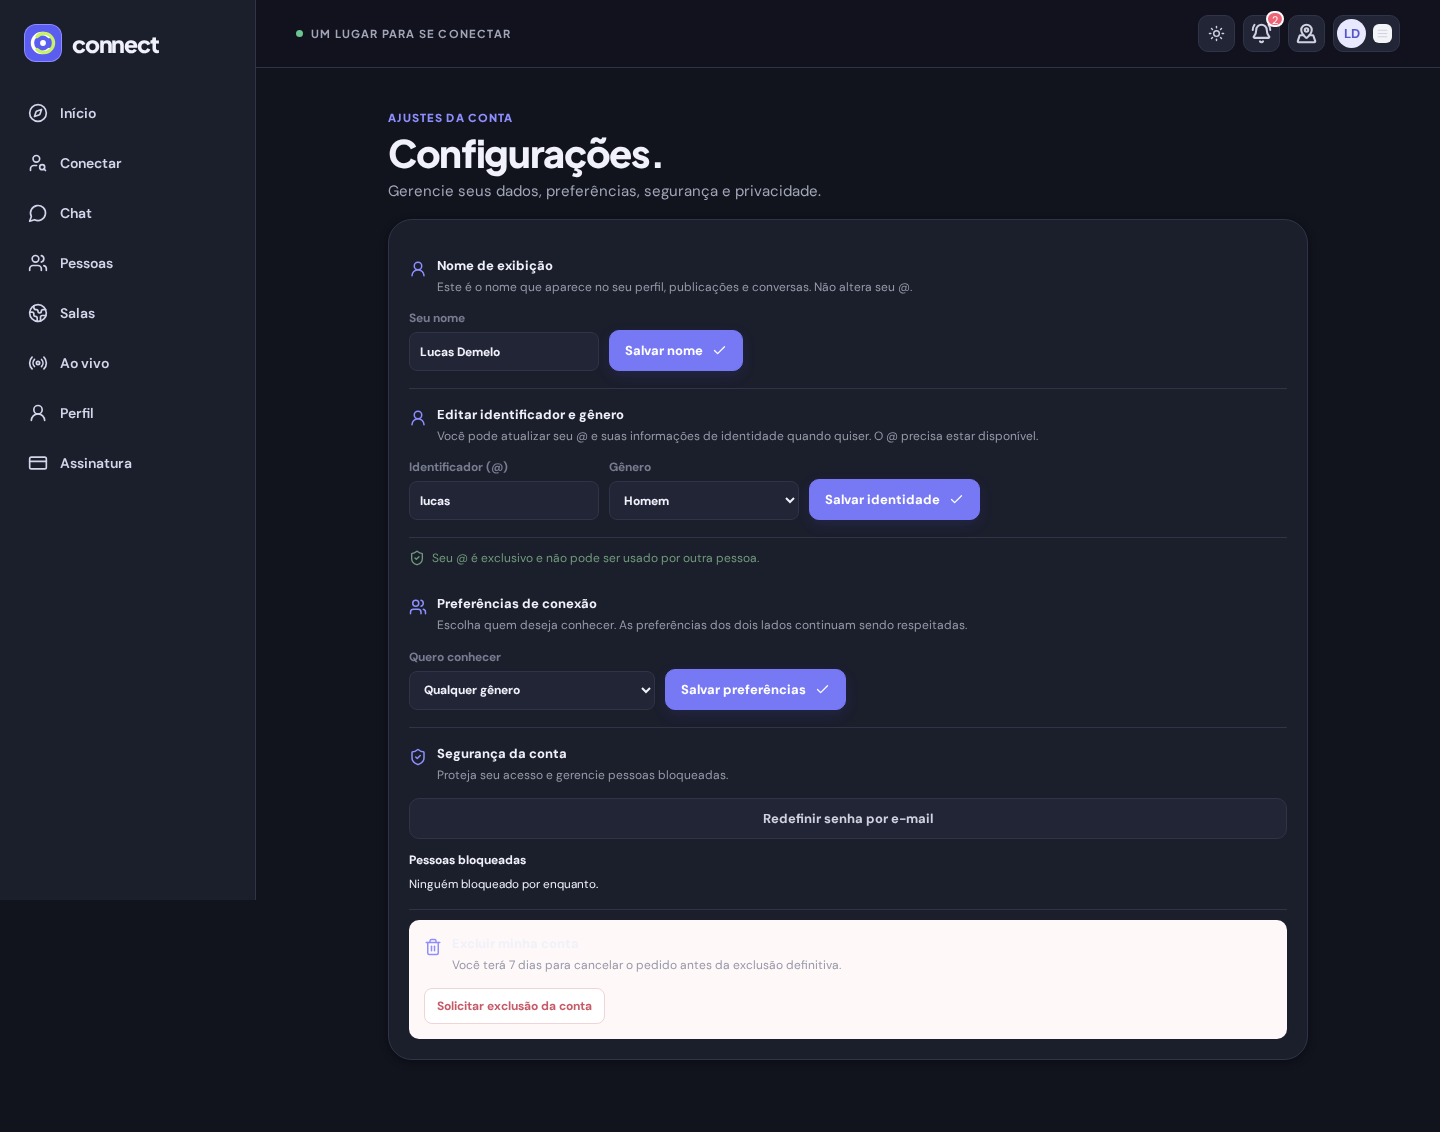 connect
Início
Conectar
Chat
Pessoas
Salas
Ao vivo
Perfil
Assinatura
UM LUGAR PARA SE CONECTAR
2
LD
AJUSTES DA CONTA
Configurações.
Gerencie seus dados, preferências, segurança e privacidade.
Nome de exibição
Este é o nome que aparece no seu perfil, publicações e conversas. Não altera seu @.
Seu nome
Lucas Demelo
Salvar nome
Editar identificador e gênero
Você pode atualizar seu @ e suas informações de identidade quando quiser. O @ precisa estar disponível.
Identificador (@)
Gênero
lucas
Homem
Salvar identidade
Seu @ é exclusivo e não pode ser usado por outra pessoa.
Preferências de conexão
Escolha quem deseja conhecer. As preferências dos dois lados continuam sendo respeitadas.
Quero conhecer
Qualquer gênero
Salvar preferências
Segurança da conta
Proteja seu acesso e gerencie pessoas bloqueadas.
Redefinir senha por e-mail
Pessoas bloqueadas
Ninguém bloqueado por enquanto.
Excluir minha conta
Você terá 7 dias para cancelar o pedido antes da exclusão definitiva.
Solicitar exclusão da conta